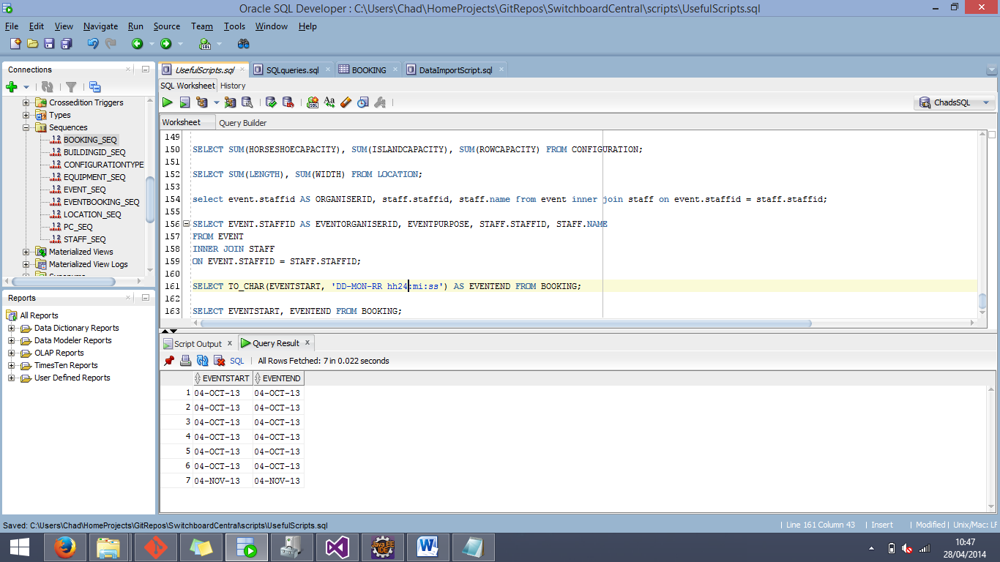 Oracle SQL Developer : C:\Users\Chad\HomeProjects\GitRepos\SwitchboardCentral\scripts\UsefulScripts.sql
File Edit View Navigate Run Source Team Tools Window Help
Connections
Crossedition Triggers
Types
Sequences
BOOKING_SEQ
BUILDINGID_SEQ
CONFIGURATIONTYPE
EQUIPMENT_SEQ
EVENT_SEQ
EVENTBOOKING_SEQ
LOCATION_SEQ
PC_SEQ
STAFF_SEQ
Materialized Views
Materialized View Logs
Reports
All Reports
Data Dictionary Reports
Data Modeler Reports
OLAP Reports
TimesTen Reports
User Defined Reports
UsefulScripts.sql SQLqueries.sql BOOKING DataImportScript.sql
SQL Worksheet History
ChadsSQL
Worksheet Query Builder
149
150 SELECT SUM(HORSESHOECAPACITY), SUM(ISLANDCAPACITY), SUM(ROWCAPACITY) FROM CONFIGURATION;
151
152 SELECT SUM(LENGTH), SUM(WIDTH) FROM LOCATION;
153
154 select event.staffid AS ORGANISERID, staff.staffid, staff.name from event inner join staff on event.staffid = staff.staffid;
155
156 SELECT EVENT.STAFFID AS EVENTORGANISERID, EVENTPURPOSE, STAFF.STAFFID, STAFF.NAME
157 FROM EVENT
158 INNER JOIN STAFF
159 ON EVENT.STAFFID = STAFF.STAFFID;
160
161 SELECT TO_CHAR(EVENTSTART, 'DD-MON-RR hh24:mi:ss') AS EVENTEND FROM BOOKING;
162
163 SELECT EVENTSTART, EVENTEND FROM BOOKING;
Script Output x Query Result x
SQL | All Rows Fetched: 7 in 0.022 seconds
EVENTSTART EVENTEND
1 04-OCT-13 04-OCT-13
2 04-OCT-13 04-OCT-13
3 04-OCT-13 04-OCT-13
4 04-OCT-13 04-OCT-13
5 04-OCT-13 04-OCT-13
6 04-OCT-13 04-OCT-13
7 04-NOV-13 04-NOV-13
Saved: C:\Users\Chad\HomeProjects\GitRepos\SwitchboardCentral\scripts\UsefulScripts.sql
| Line 161 Column 43 | Insert | Modified | Unix/Mac: LF
Java EE
IDE
10:47
28/04/2014